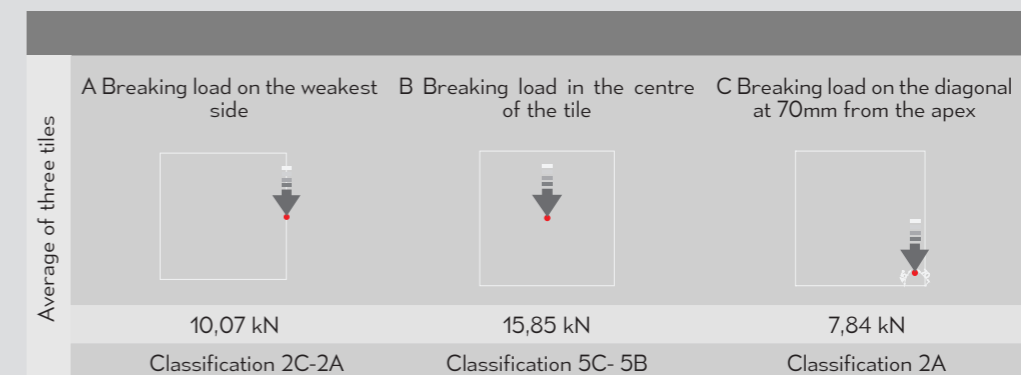 Average of three tiles
A Breaking load on the weakest
side
B Breaking load in the centre
of the tile
C Breaking load on the diagonal
at 70mm from the apex
10,07 kN
15,85 kN
7,84 kN
Classification 2C-2A
Classification 5C- 5B
Classification 2A